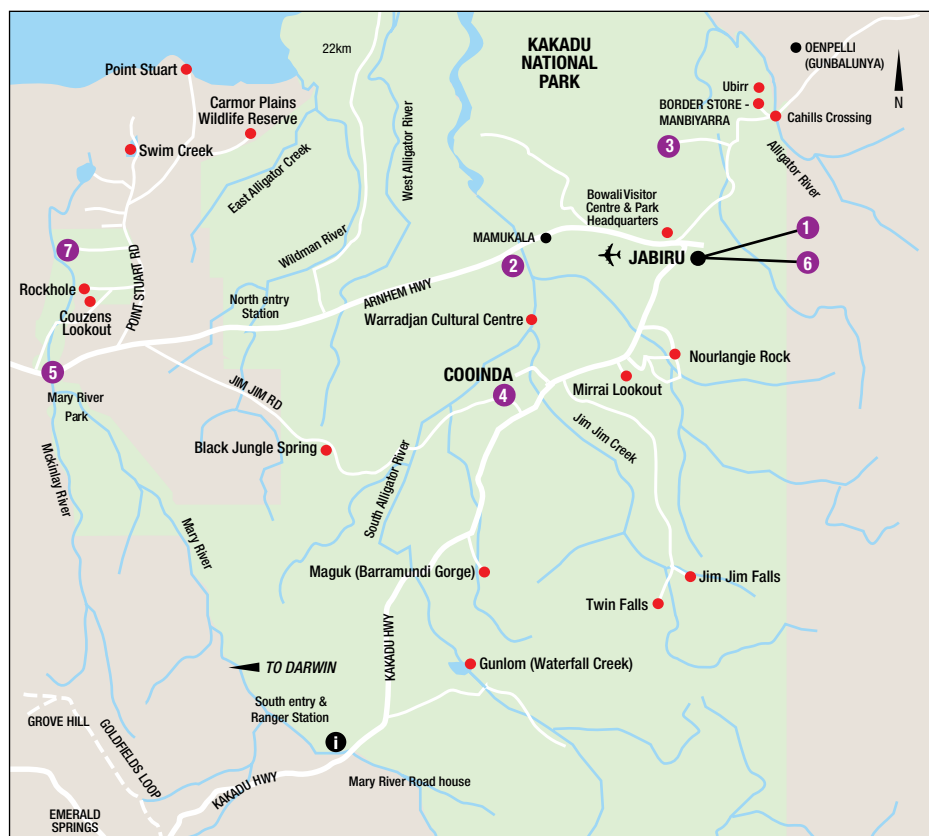 22km
KAKADU
NATIONAL
PARK
OENPELLI
(GUNBALUNYA)
N
Point Stuart
Ubirr
Carmor Plains
Wildlife Reserve
BORDER STORE -
MANBIYARRA
Cahills Crossing
Swim Creek
3
East Alligator Creek
West Alligator River
Alligator River
Bowali Visitor
Centre & Park
Headquarters
1
7
Wildman River
MAMUKALA
JABIRU
2
6
POINT STUART RD
Rockhole
Couzens
Lookout
North entry
Station
ARNHEM HWY
Warradjan Cultural Centre
Nourlangie Rock
5
Mary River
Park
JIM JIM RD
COOINDA
4
Mirrai Lookout
Jim Jim Creek
Black Jungle Spring
Mckinlay River
South Alligator River
Mary River
Maguk (Barramundi Gorge)
Jim Jim Falls
Twin Falls
KAKADU HWY
TO DARWIN
Gunlom (Waterfall Creek)
South entry &
Ranger Station
GROVE HILL
GOLDFIELDS LOOP
i
KAKADU HWY
Mary River Road house
EMERALD
SPRINGS